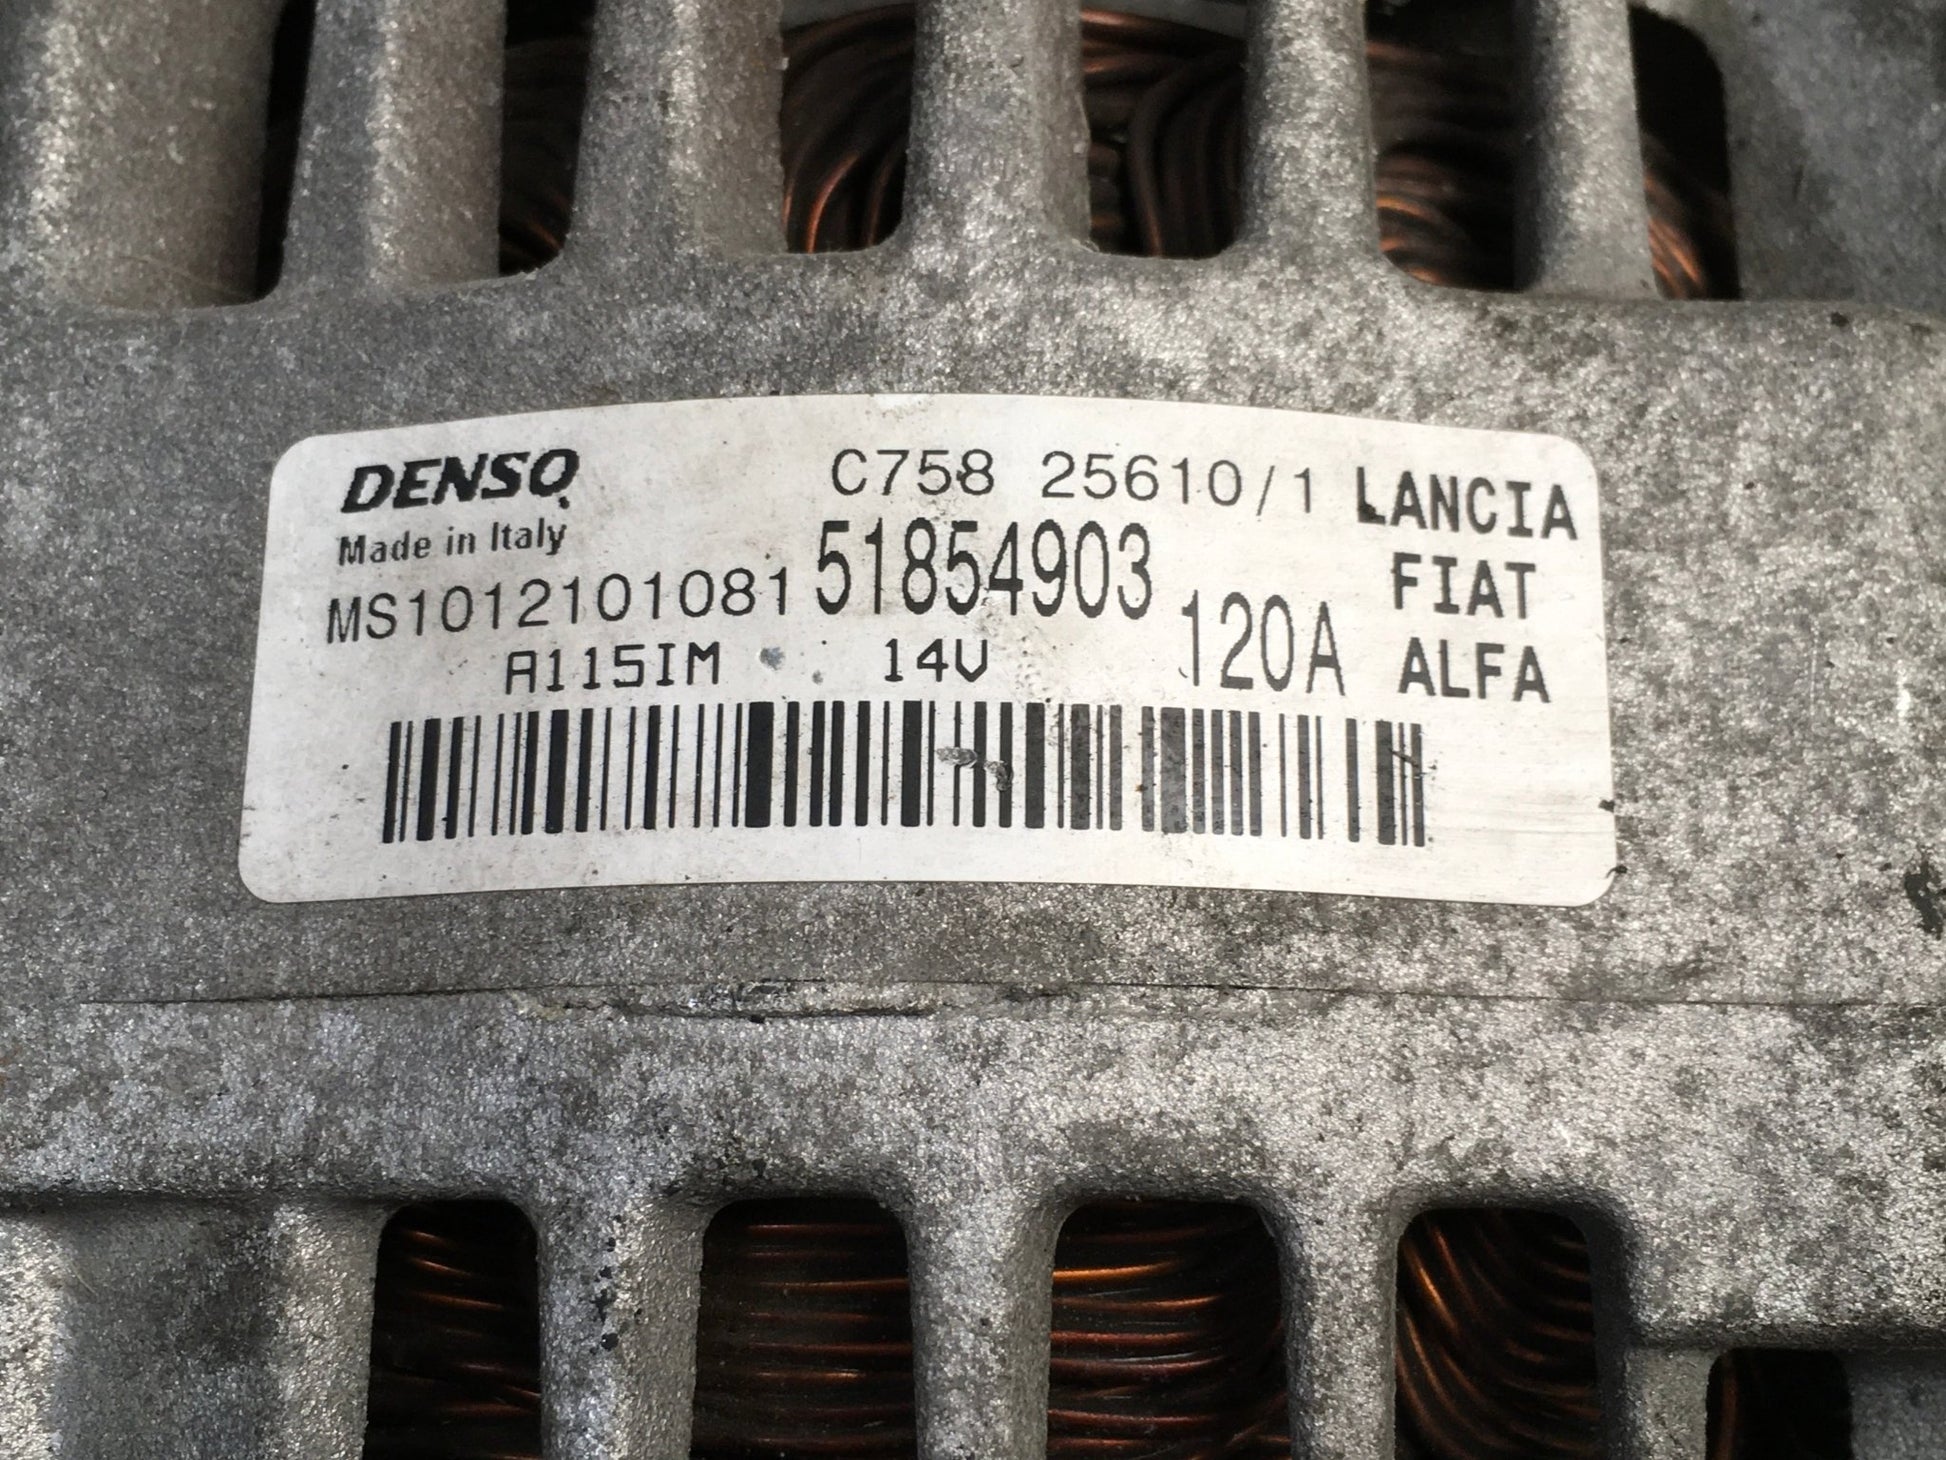 DENSO C758 25610/1 LANCIA
Made in Italy 51854903 FIAT
MS1012101081 120A
A115IM 14V ALFA